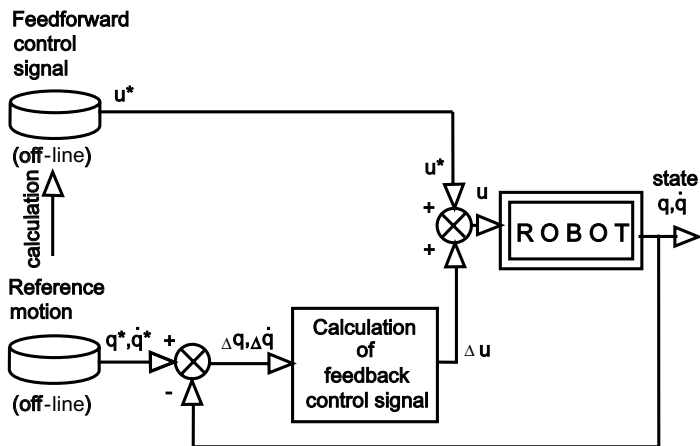 Feedforward
control
signal
u*
(off-line)
calculation
u*
+
+
u
ROBOT
state
q,q̇
Reference
motion
q*,q̇*
+
-
(off-line)
Δq,Δq̇
Calculation
of
feedback
control signal
Δu